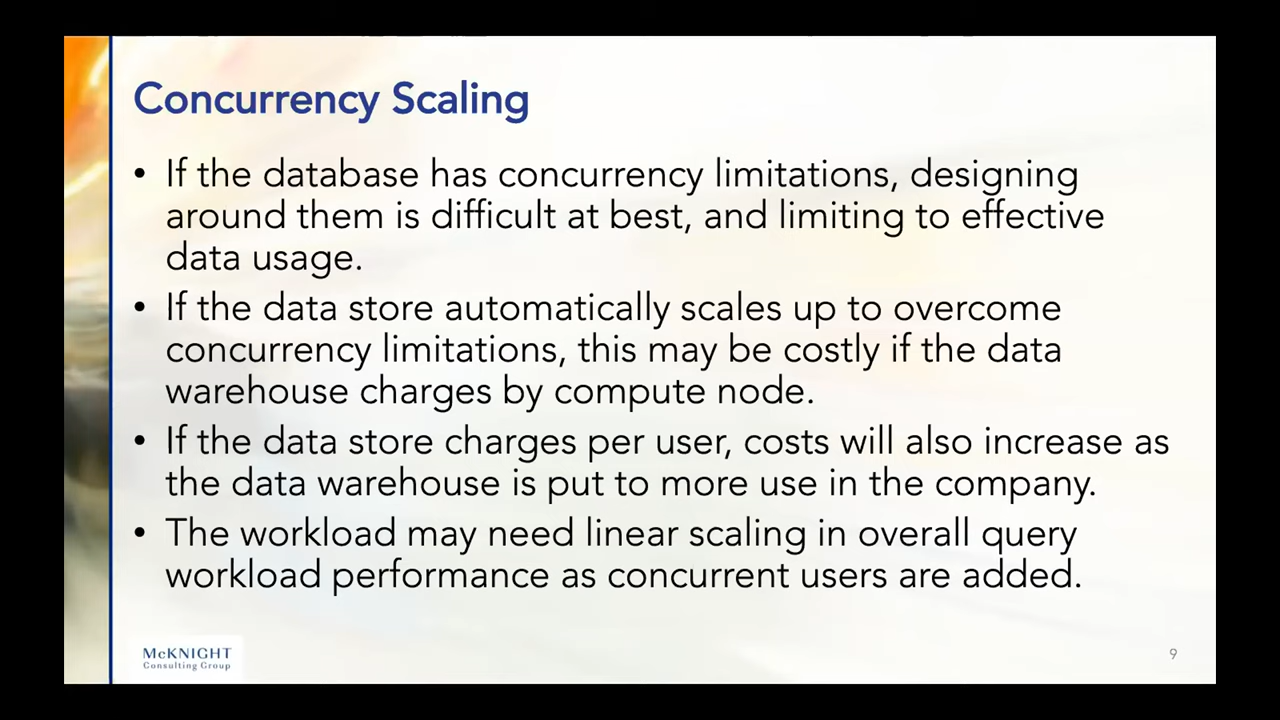 Concurrency Scaling
• If the database has concurrency limitations, designing
around them is difficult at best, and limiting to effective
data usage.
• If the data store automatically scales up to overcome
concurrency limitations, this may be costly if the data
warehouse charges by compute node.
• If the data store charges per user, costs will also increase as
the data warehouse is put to more use in the company.
• The workload may need linear scaling in overall query
workload performance as concurrent users are added.
McKNIGHT
Consulting Group
9